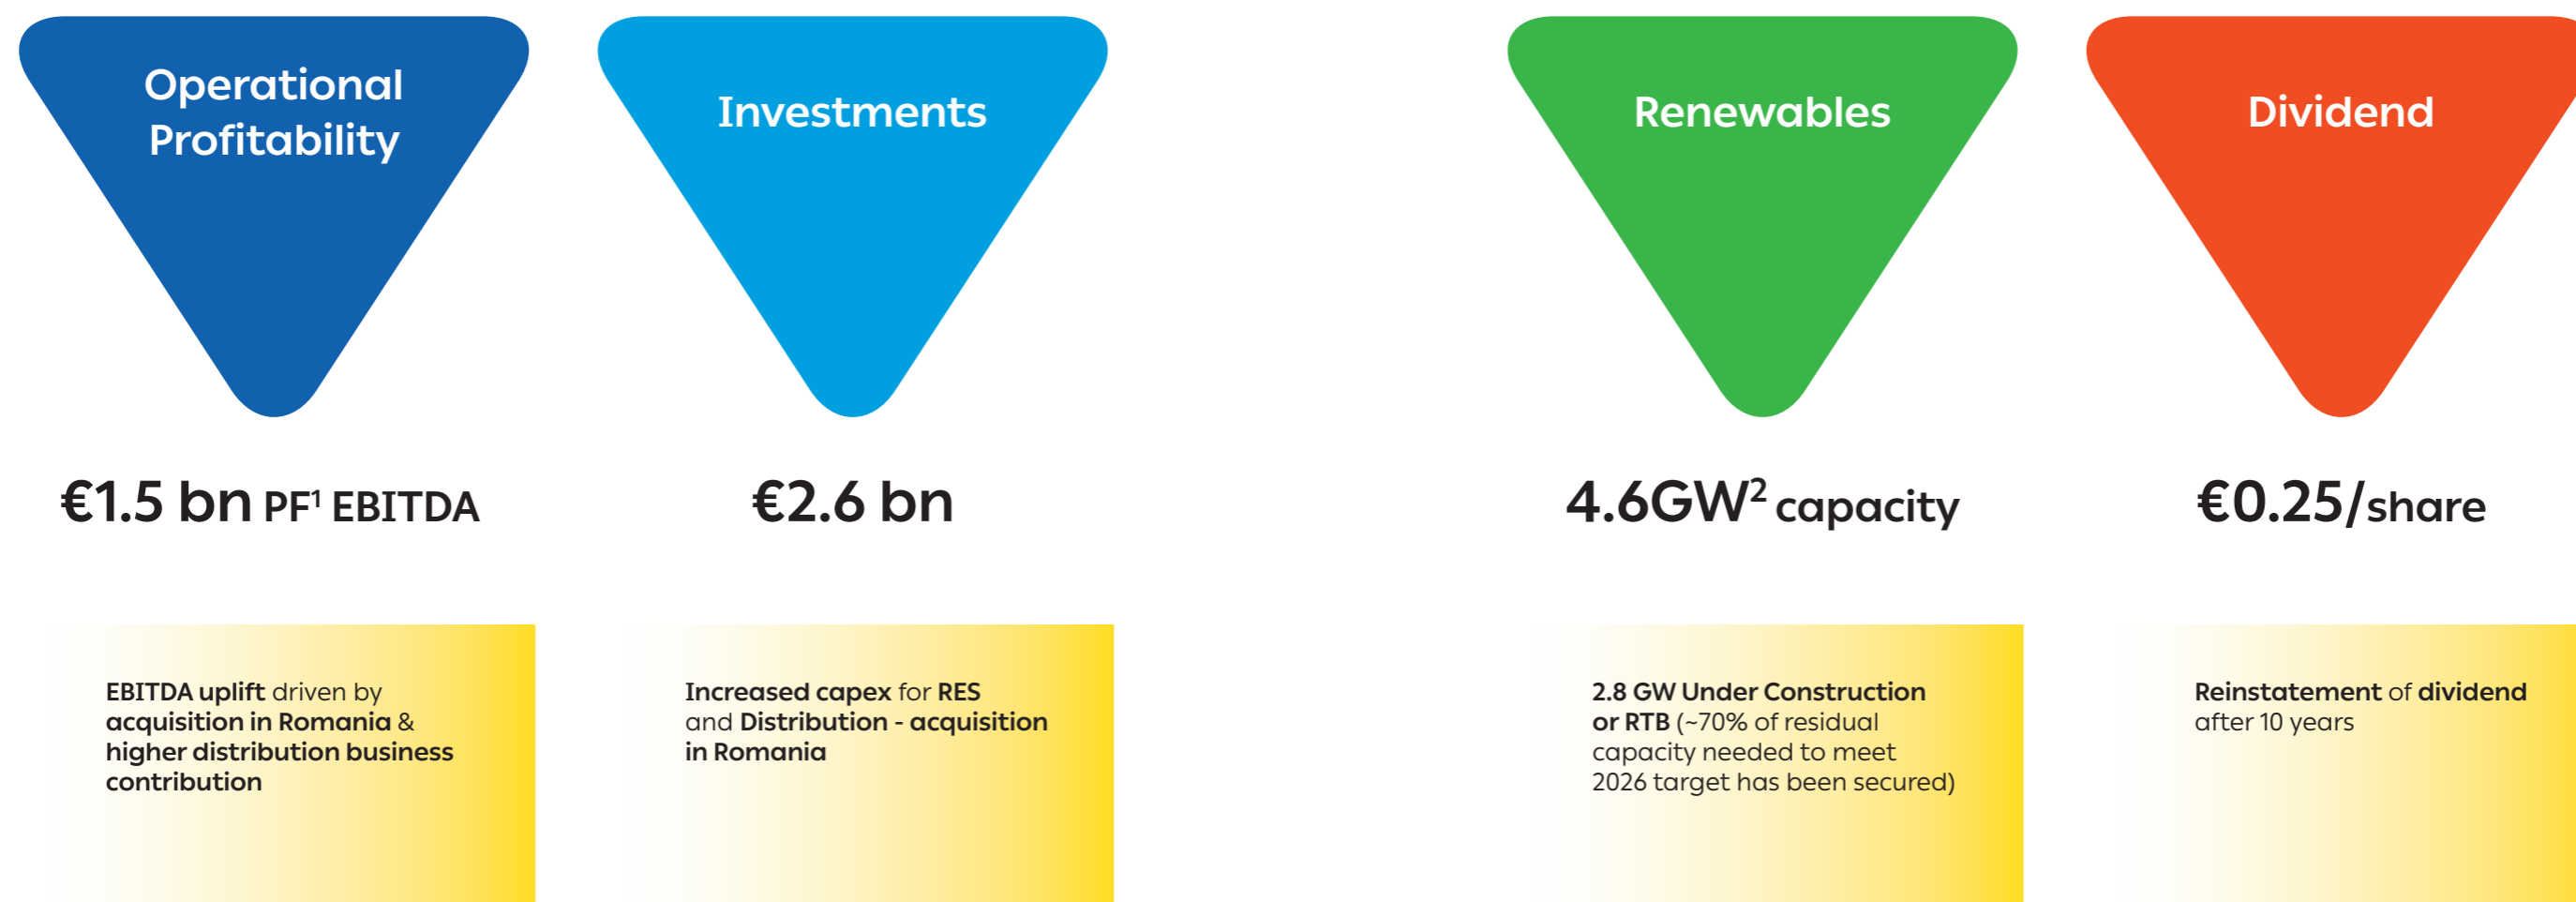 Operational
Profitability
€1.5 bn PF¹ EBITDA
EBITDA uplift driven by
acquisition in Romania &
higher distribution business
contribution
Investments
€2.6 bn
Increased capex for RES
and Distribution - acquisition
in Romania
Renewables
4.6GW² capacity
2.8 GW Under Construction
or RTB (~70% of residual
capacity needed to meet
2026 target has been secured)
Dividend
€0.25/share
Reinstatement of dividend
after 10 years